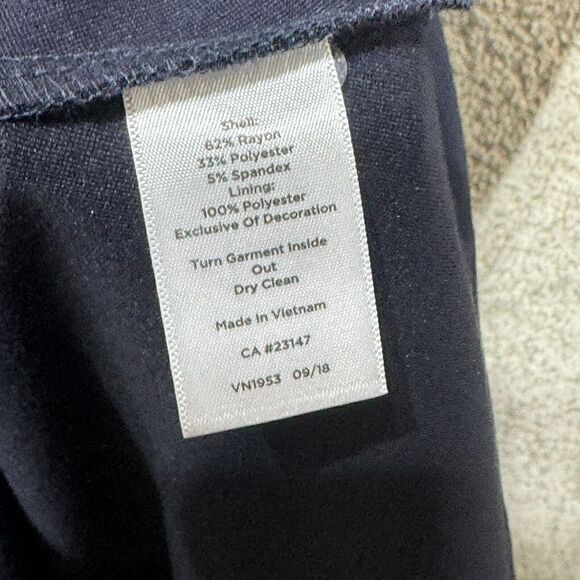 Shell:
62% Rayon
33% Polyester
5% Spandex
Lining:
100% Polyester
Exclusive Of Decoration
Turn Garment Inside
Out
Dry Clean
Made In Vietnam
CA #23147
VN1953 09/18